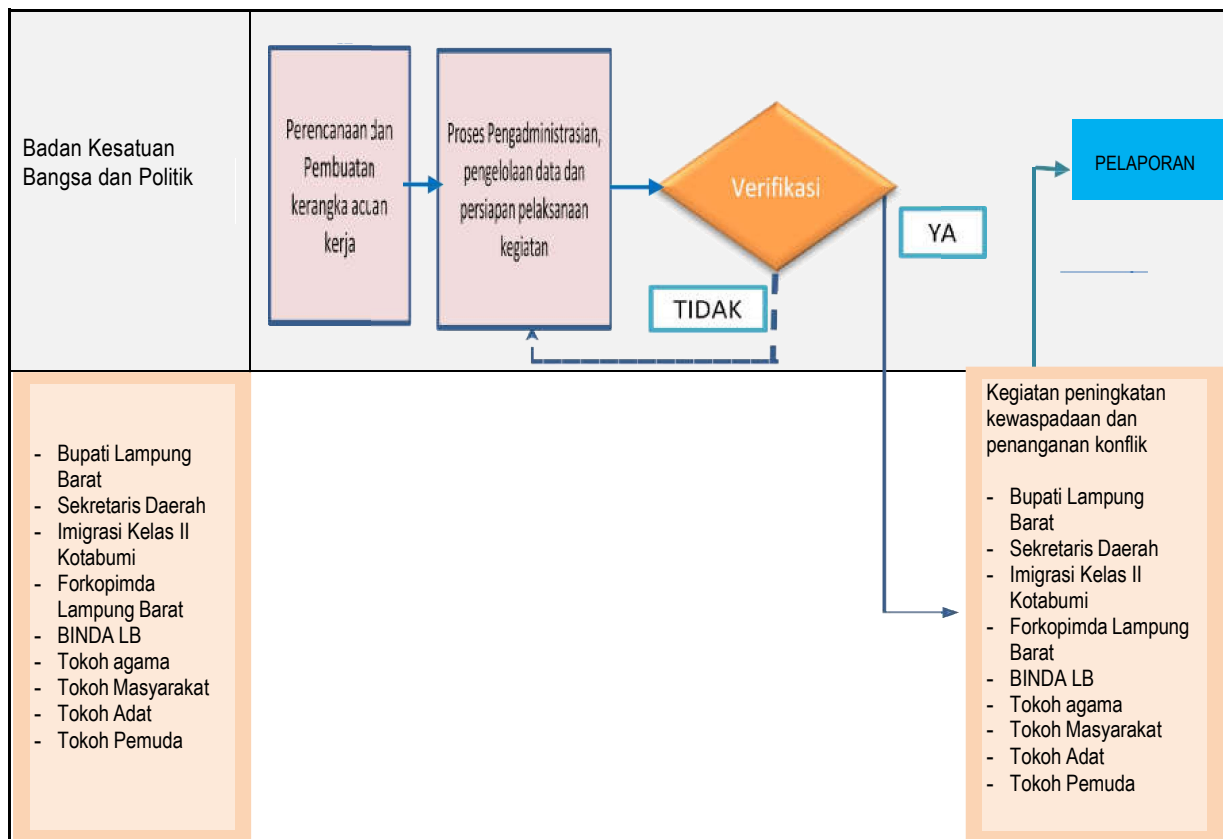 Badan Kesatuan
Bangsa dan Politik
Perencanaan dan
Pembuatan
kerangka acuan
kerja
Proses Pengadministrasian,
pengelolaan data dan
persiapan pelaksanaan
kegiatan
Verifikasi
YA
TIDAK
PELAPORAN
- Bupati Lampung
Barat
- Sekretaris Daerah
- Imigrasi Kelas II
Kotabumi
- Forkopimda
Lampung Barat
- BINDA LB
- Tokoh agama
- Tokoh Masyarakat
- Tokoh Adat
- Tokoh Pemuda
Kegiatan peningkatan
kewaspadaan dan
penanganan konflik
- Bupati Lampung
Barat
- Sekretaris Daerah
- Imigrasi Kelas II
Kotabumi
- Forkopimda Lampung
Barat
- BINDA LB
- Tokoh agama
- Tokoh Masyarakat
- Tokoh Adat
- Tokoh Pemuda